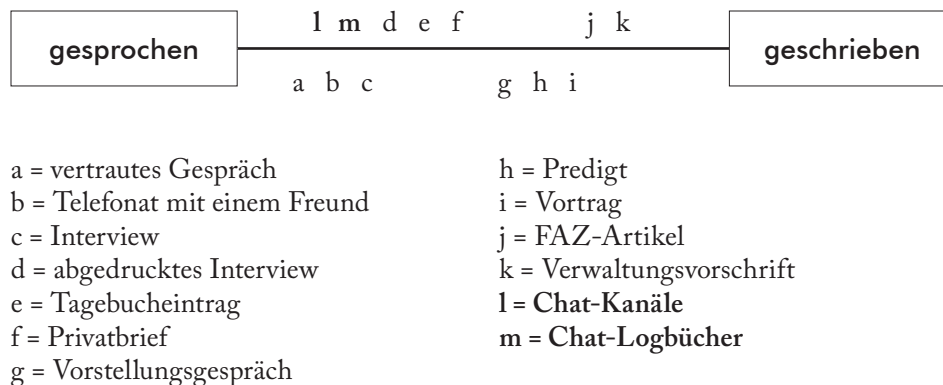 l m d e f j k
gesprochen geschrieben
a b c g h i
a = vertrautes Gespräch
b = Telefonat mit einem Freund
c = Interview
d = abgedrucktes Interview
e = Tagebucheintrag
f = Privatbrief
g = Vorstellungsgespräch
h = Predigt
i = Vortrag
j = FAZ-Artikel
k = Verwaltungsvorschrift
l = Chat-Kanäle
m = Chat-Logbücher